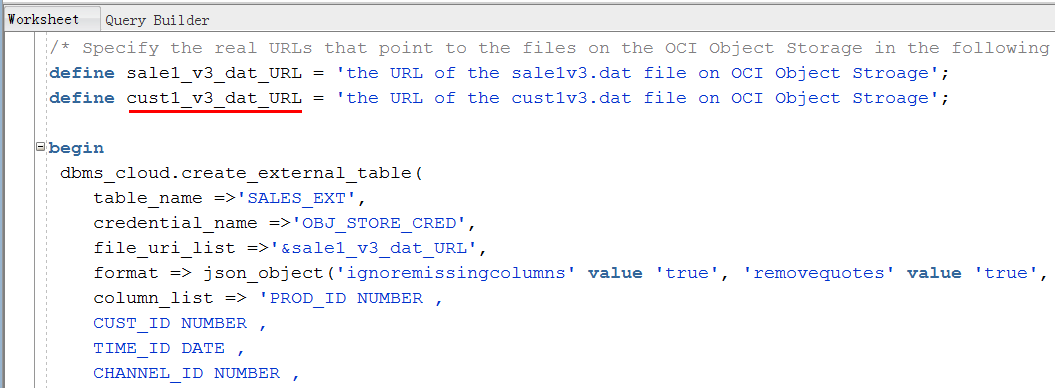 Worksheet Query Builder
/* Specify the real URLs that point to the files on the OCI Object Storage in the following
define sale1_v3_dat_URL = 'the URL of the sale1v3.dat file on OCI Object Stroage';
define cust1_v3_dat_URL = 'the URL of the cust1v3.dat file on OCI Object Stroage';
begin
dbms_cloud.create_external_table(
table_name =>'SALES_EXT',
credential_name =>'OBJ_STORE_CRED',
file_uri_list =>'&sale1_v3_dat_URL',
format => json_object('ignoremissingcolumns' value 'true', 'removequotes' value 'true',
column_list => 'PROD_ID NUMBER ,
CUST_ID NUMBER ,
TIME_ID DATE ,
CHANNEL_ID NUMBER ,